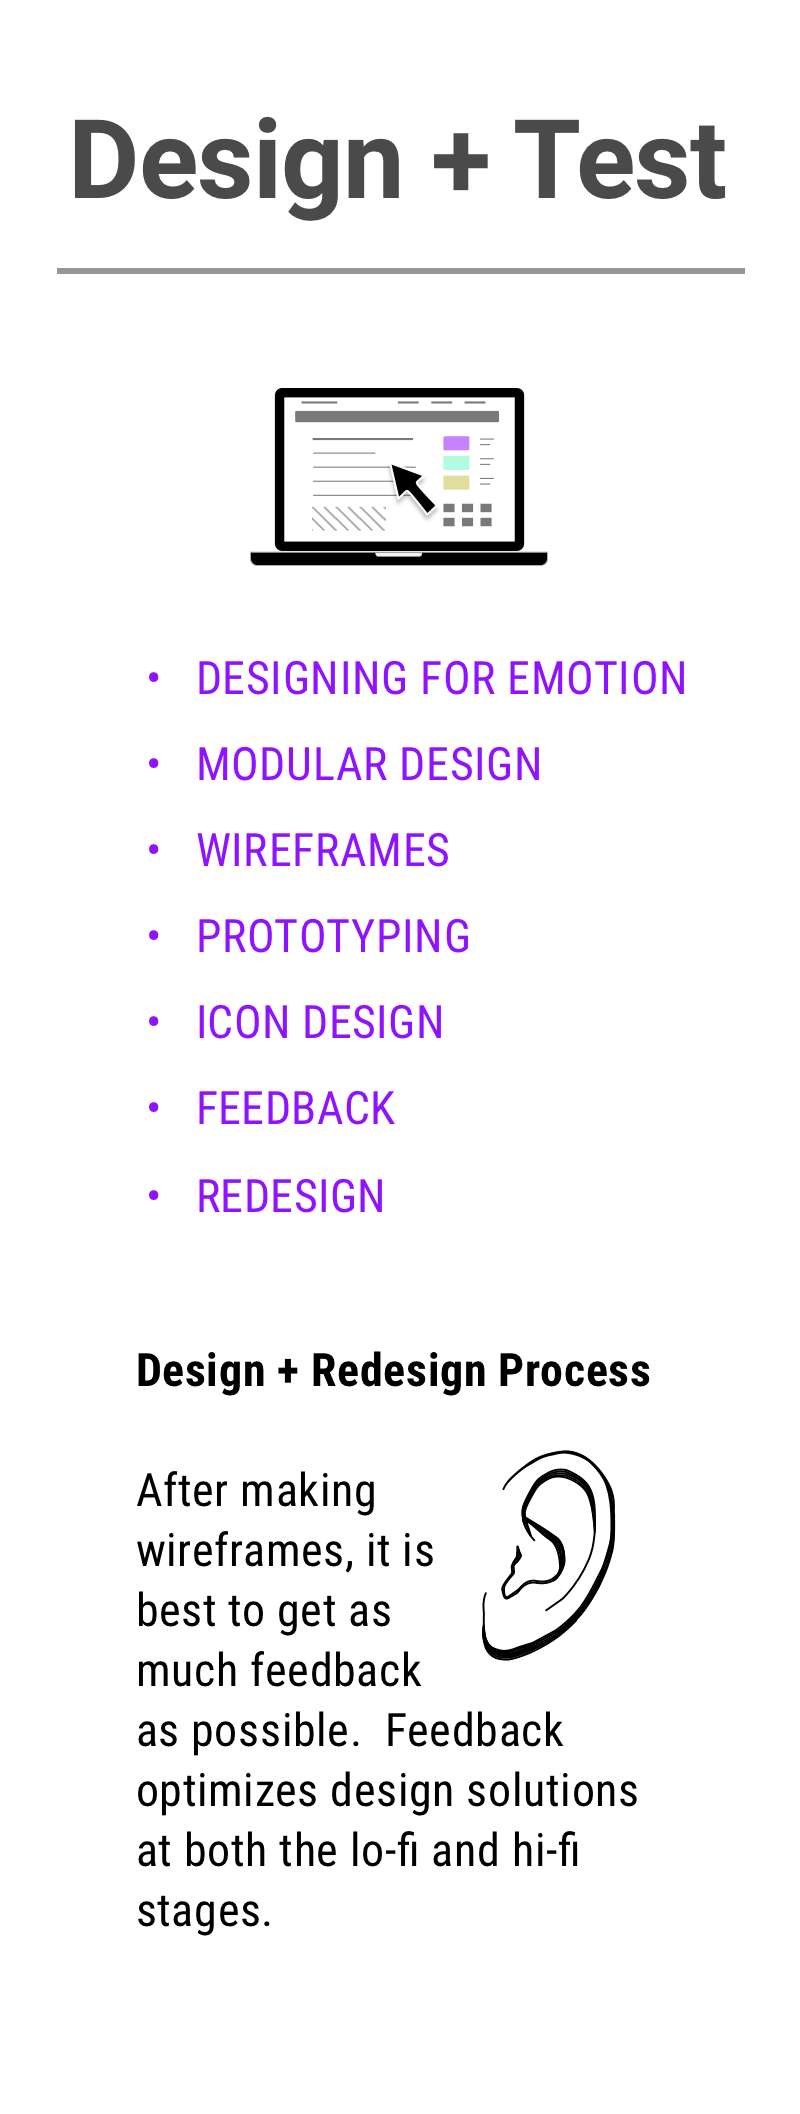 Design + Test
• DESIGNING FOR EMOTION
• MODULAR DESIGN
• WIREFRAMES
• PROTOTYPING
• ICON DESIGN
• FEEDBACK
• REDESIGN
Design + Redesign Process
After making
wireframes, it is
best to get as
much feedback
as possible.  Feedback
optimizes design solutions
at both the lo-fi and hi-fi
stages.